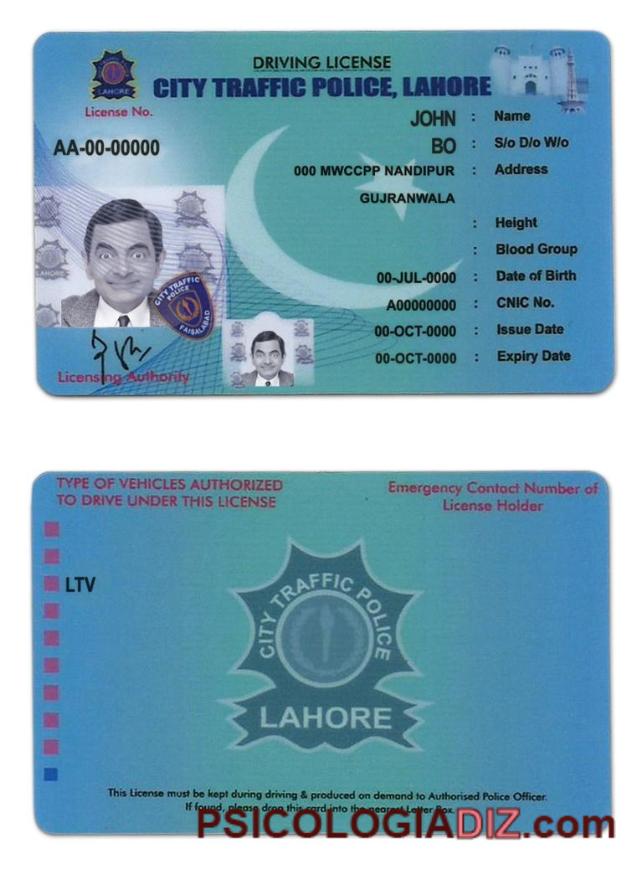 DRIVING LICENSE
CITY TRAFFIC POLICE, LAHORE
LAHORE
License No.
AA-00-00000
JOHN : Name
BO : S/o D/o W/o
000 MWCCPP NANDIPUR : Address
GUJRANWALA
: Height
: Blood Group
00-JUL-0000 : Date of Birth
A00000000 : CNIC No.
00-OCT-0000 : Issue Date
00-OCT-0000 : Expiry Date
CITY TRAFFIC
POLICE
FAISALABAD
Licensing Authority
TYPE OF VEHICLES AUTHORIZED
TO DRIVE UNDER THIS LICENSE
Emergency Contact Number of
License Holder
LTV
CITY TRAFFIC POLICE
LAHORE
This License must be kept during driving & produced on demand to Authorised Police Officer.
If found, please drop this card into the nearest Letter Box.
PSICOLOGIADIZ.com